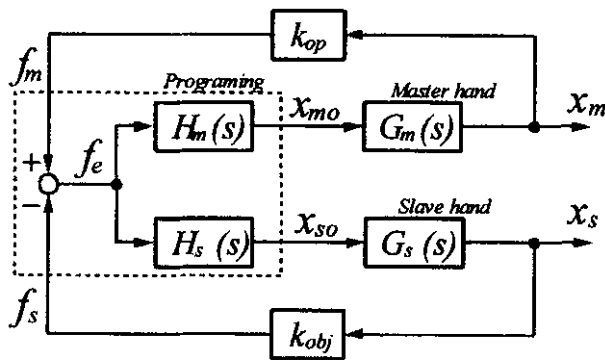 k_op
f_m
Programing
Master hand
x_mo
x_m
H_m(s)
G_m(s)
+
f_e
−
Slave hand
x_so
x_s
H_s(s)
G_s(s)
f_s
k_obj